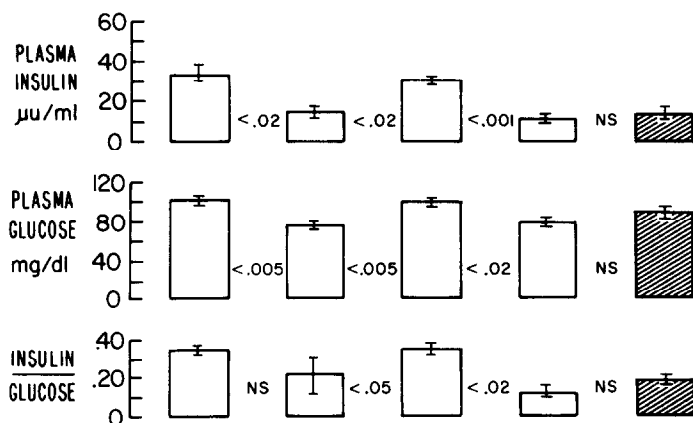 60
PLASMA
40
INSULIN
20
μu/ml
0
<.02
<.02
<.001
NS
120
PLASMA
80
GLUCOSE
40
mg/dl
0
<.005
<.005
<.02
NS
.40
INSULIN
.20
GLUCOSE
0
NS
<.05
<.02
NS